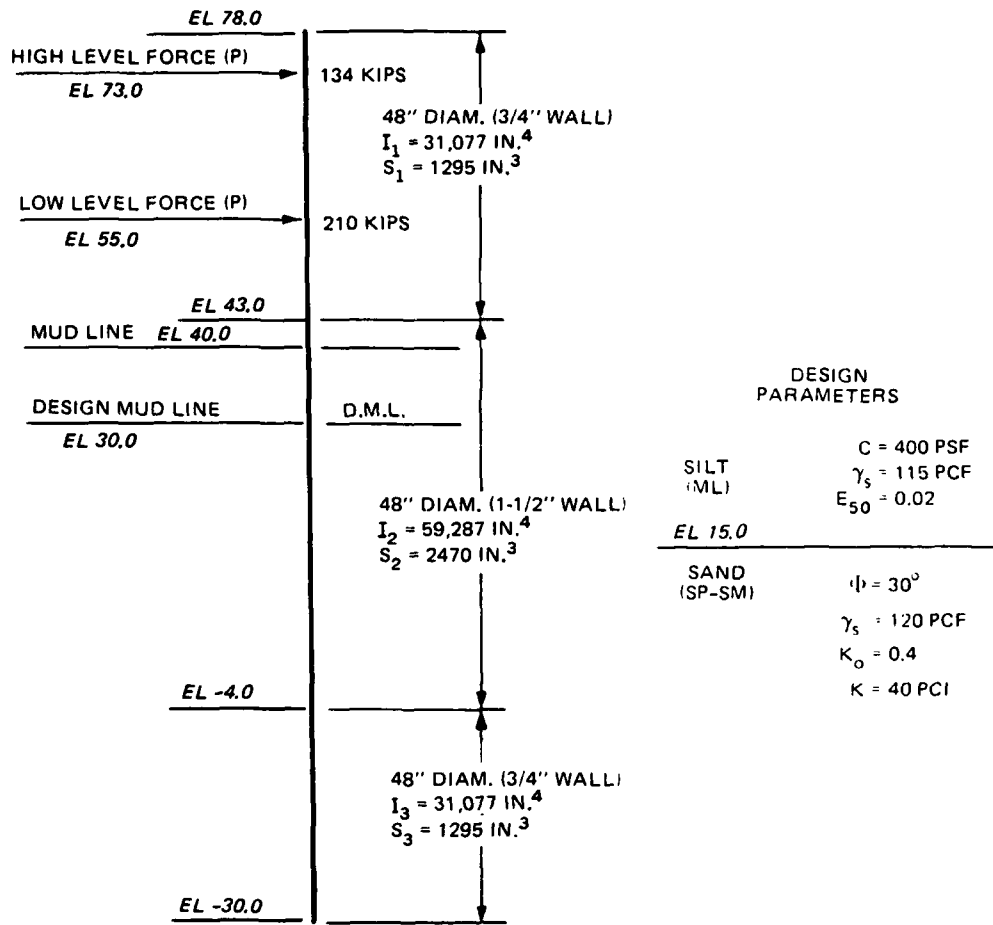 EL 78.0
HIGH LEVEL FORCE (P)
134 KIPS
EL 73.0
48" DIAM. (3/4" WALL)
I1 = 31,077 IN.4
S1 = 1295 IN.3
LOW LEVEL FORCE (P)
210 KIPS
EL 55.0
EL 43.0
MUD LINE EL 40.0
DESIGN MUD LINE
D.M.L.
EL 30.0
DESIGN
PARAMETERS
SILT
(ML)
C = 400 PSF
γs = 115 PCF
E50 = 0.02
EL 15.0
SAND
(SP-SM)
Φ = 30°
γs = 120 PCF
Ko = 0.4
K = 40 PCI
48" DIAM. (1-1/2" WALL)
I2 = 59,287 IN.4
S2 = 2470 IN.3
EL -4.0
48" DIAM. (3/4" WALL)
I3 = 31,077 IN.4
S3 = 1295 IN.3
EL -30.0